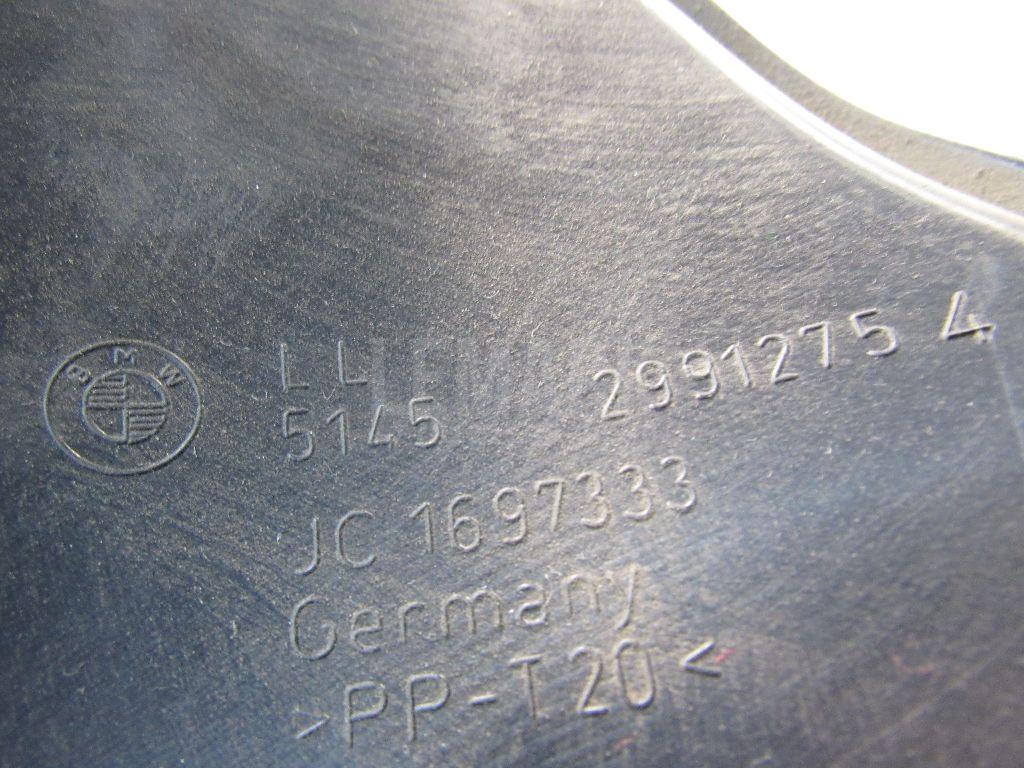 BMW
LL
5145 2991275 4
JC 1697333
Germany
>PP-T20<